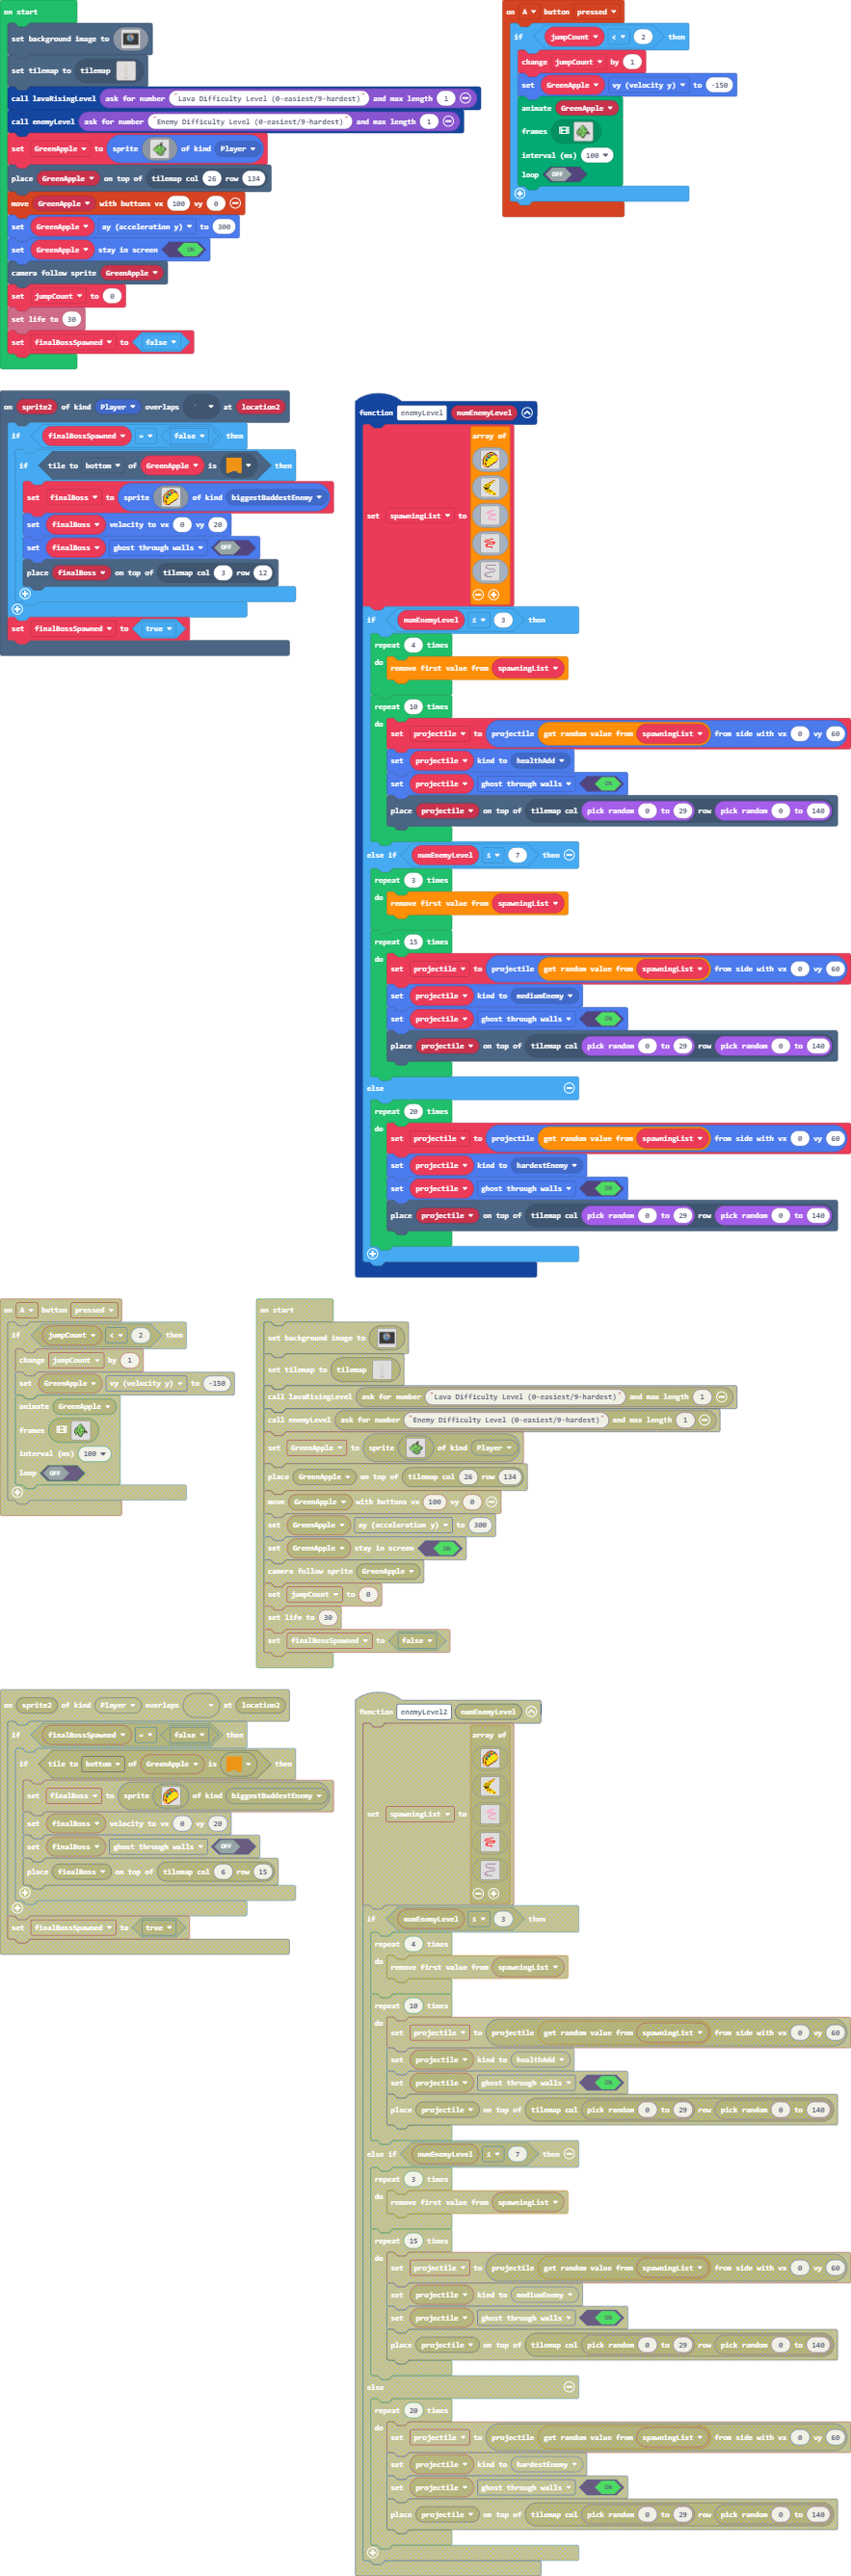 on start
set background image to
set tilemap to tilemap
call lavaRisingLevel ask for number "Lava Difficulty Level (0-easiest/9-hardest)" and max length 1
call enemyLevel ask for number "Enemy Difficulty Level (0-easiest/9-hardest)" and max length 1
set GreenApple to sprite of kind Player
place GreenApple on top of tilemap col 26 row 134
move GreenApple with buttons vx 100 vy 0
set GreenApple ay (acceleration y) to 300
set GreenApple stay in screen ON
camera follow sprite GreenApple
set jumpCount to 0
set life to 30
set finalBossSpawned to false
on A button pressed
if jumpCount < 2 then
change jumpCount by 1
set GreenApple vy (velocity y) to -150
animate GreenApple
frames
interval (ms) 100
loop OFF
on sprite2 of kind Player overlaps at location2
if finalBossSpawned = false then
if tile to bottom of GreenApple is then
set finalBoss to sprite of kind biggestBaddestEnemy
set finalBoss velocity to vx 0 vy 20
set finalBoss ghost through walls OFF
place finalBoss on top of tilemap col 3 row 12
set finalBossSpawned to true
function enemyLevel numEnemyLevel
array of
set spawningList to
if numEnemyLevel ≤ 3 then
repeat 4 times
do remove first value from spawningList
repeat 10 times
do set projectile to projectile get random value from spawningList from side with vx 0 vy 60
set projectile kind to healthAdd
set projectile ghost through walls ON
place projectile on top of tilemap col pick random 0 to 29 row pick random 0 to 140
else if numEnemyLevel ≤ 7 then
repeat 3 times
do remove first value from spawningList
repeat 15 times
do set projectile to projectile get random value from spawningList from side with vx 0 vy 60
set projectile kind to mediumEnemy
set projectile ghost through walls ON
place projectile on top of tilemap col pick random 0 to 29 row pick random 0 to 140
else
repeat 20 times
do set projectile to projectile get random value from spawningList from side with vx 0 vy 60
set projectile kind to hardestEnemy
set projectile ghost through walls ON
place projectile on top of tilemap col pick random 0 to 29 row pick random 0 to 140
on A button pressed
if jumpCount < 2 then
change jumpCount by 1
set GreenApple vy (velocity y) to -150
animate GreenApple
frames
interval (ms) 100
loop OFF
on start
set background image to
set tilemap to tilemap
call lavaRisingLevel ask for number "Lava Difficulty Level (0-easiest/9-hardest)" and max length 1
call enemyLevel ask for number "Enemy Difficulty Level (0-easiest/9-hardest)" and max length 1
set GreenApple to sprite of kind Player
place GreenApple on top of tilemap col 26 row 134
move GreenApple with buttons vx 100 vy 0
set GreenApple ay (acceleration y) to 300
set GreenApple stay in screen ON
camera follow sprite GreenApple
set jumpCount to 0
set life to 30
set finalBossSpawned to false
on sprite2 of kind Player overlaps at location2
if finalBossSpawned = false then
if tile to bottom of GreenApple is then
set finalBoss to sprite of kind biggestBaddestEnemy
set finalBoss velocity to vx 0 vy 20
set finalBoss ghost through walls OFF
place finalBoss on top of tilemap col 6 row 15
set finalBossSpawned to true
function enemyLevel2 numEnemyLevel
array of
set spawningList to
if numEnemyLevel ≤ 3 then
repeat 4 times
do remove first value from spawningList
repeat 10 times
do set projectile to projectile get random value from spawningList from side with vx 0 vy 60
set projectile kind to healthAdd
set projectile ghost through walls ON
place projectile on top of tilemap col pick random 0 to 29 row pick random 0 to 140
else if numEnemyLevel ≤ 7 then
repeat 3 times
do remove first value from spawningList
repeat 15 times
do set projectile to projectile get random value from spawningList from side with vx 0 vy 60
set projectile kind to mediumEnemy
set projectile ghost through walls ON
place projectile on top of tilemap col pick random 0 to 29 row pick random 0 to 140
else
repeat 20 times
do set projectile to projectile get random value from spawningList from side with vx 0 vy 60
set projectile kind to hardestEnemy
set projectile ghost through walls ON
place projectile on top of tilemap col pick random 0 to 29 row pick random 0 to 140